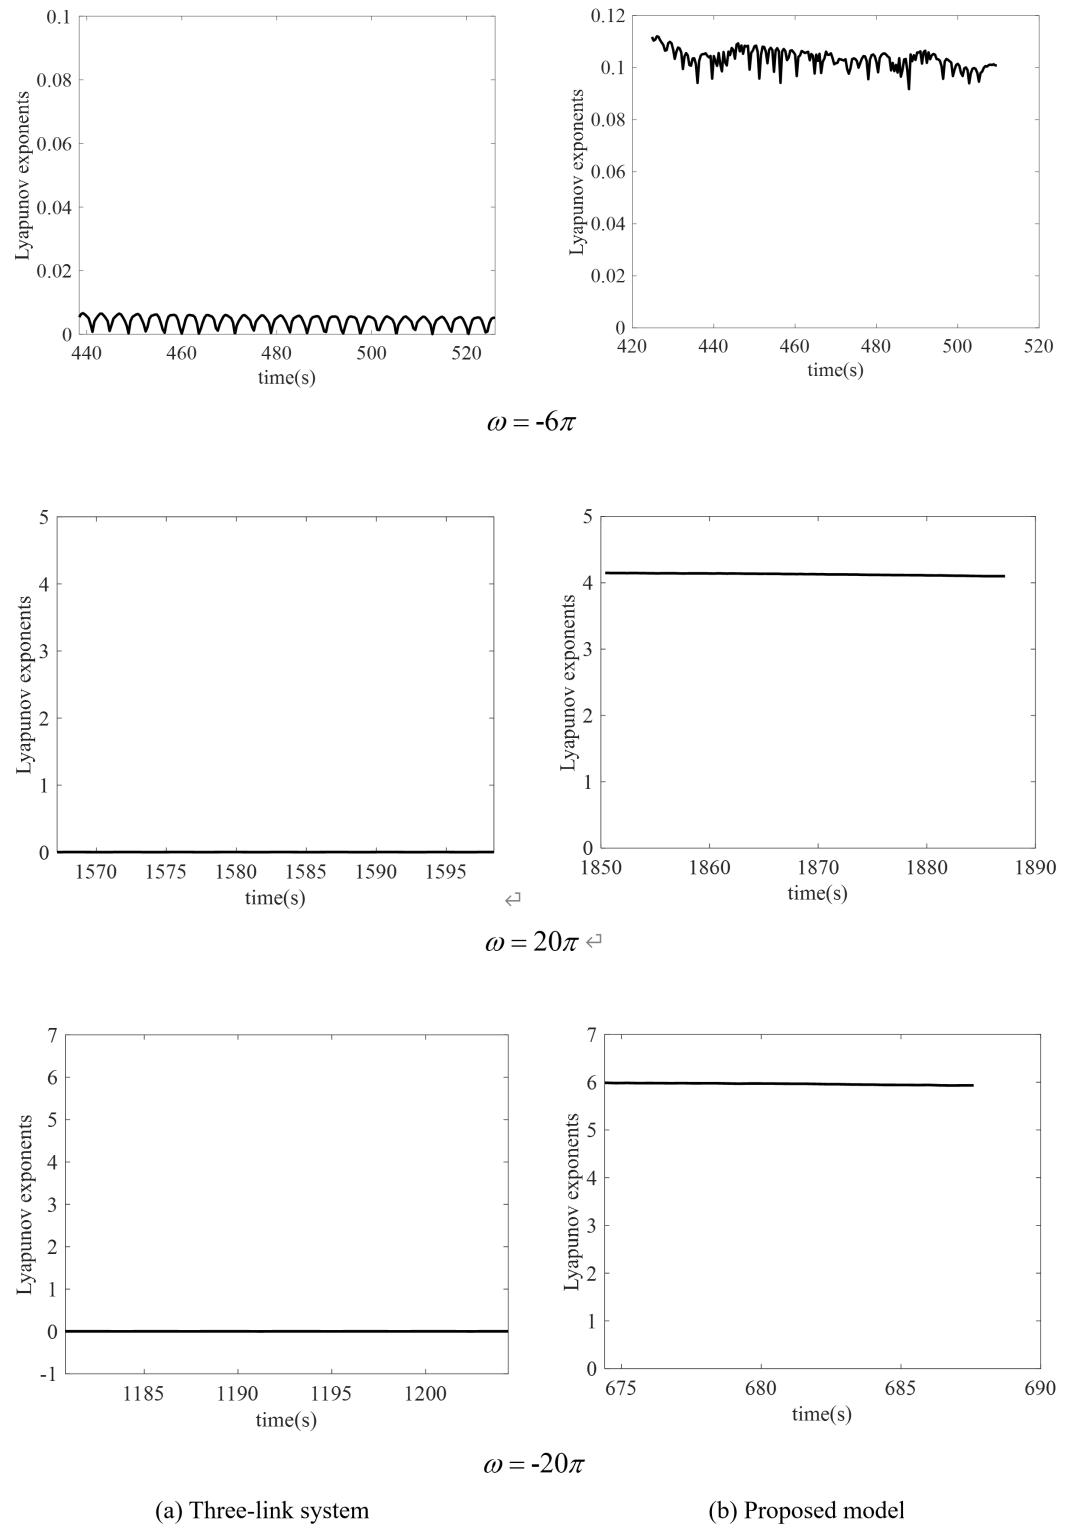 0.1
0.08
0.06
0.04
0.02
0
Lyapunov exponents
440 460 480 500 520
time(s)
0.12
0.1
0.08
0.06
0.04
0.02
0
Lyapunov exponents
420 440 460 480 500 520
time(s)
ω = -6π
5
4
3
2
1
0
Lyapunov exponents
1570 1575 1580 1585 1590 1595
time(s)
5
4
3
2
1
0
Lyapunov exponents
1850 1860 1870 1880 1890
time(s)
↵
ω = 20π ↵
7
6
5
4
3
2
1
0
-1
Lyapunov exponents
1185 1190 1195 1200
time(s)
7
6
5
4
3
2
1
0
Lyapunov exponents
675 680 685 690
time(s)
ω = -20π
(a) Three-link system
(b) Proposed model